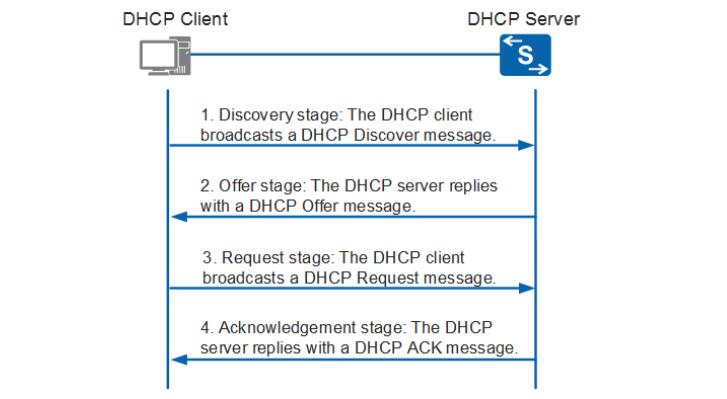 DHCP Client
DHCP Server
S
1. Discovery stage: The DHCP client
broadcasts a DHCP Discover message.
2. Offer stage: The DHCP server replies
with a DHCP Offer message.
3. Request stage: The DHCP client
broadcasts a DHCP Request message.
4. Acknowledgement stage: The DHCP
server replies with a DHCP ACK message.